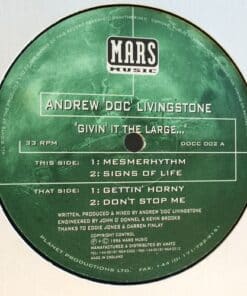 MARS
MUSIC
ANDREW 'DOC' LIVINGSTONE
'GIVIN' IT THE LARGE...'
33 RPM
DOCC 002 A
THIS SIDE: 1: MESMERHYTHM
2: SIGNS OF LIFE
THAT SIDE: 1: GETTIN' HORNY
2: DON'T STOP ME
WRITTEN, PRODUCED & MIXED BY ANDREW 'DOC' LIVINGSTONE
ENGINEERED BY JOHN O' DONNEL & KEVIN BROOKER
THANKS TO EDDIE JONES & DARREN FINLAY
COPYRIGHT CONTROL
1996 MARS MUSIC
MANUFACTURED & DISTRIBUTED BY
MADE IN ENGLAND
PLANET PRODUCTIONS LTD.